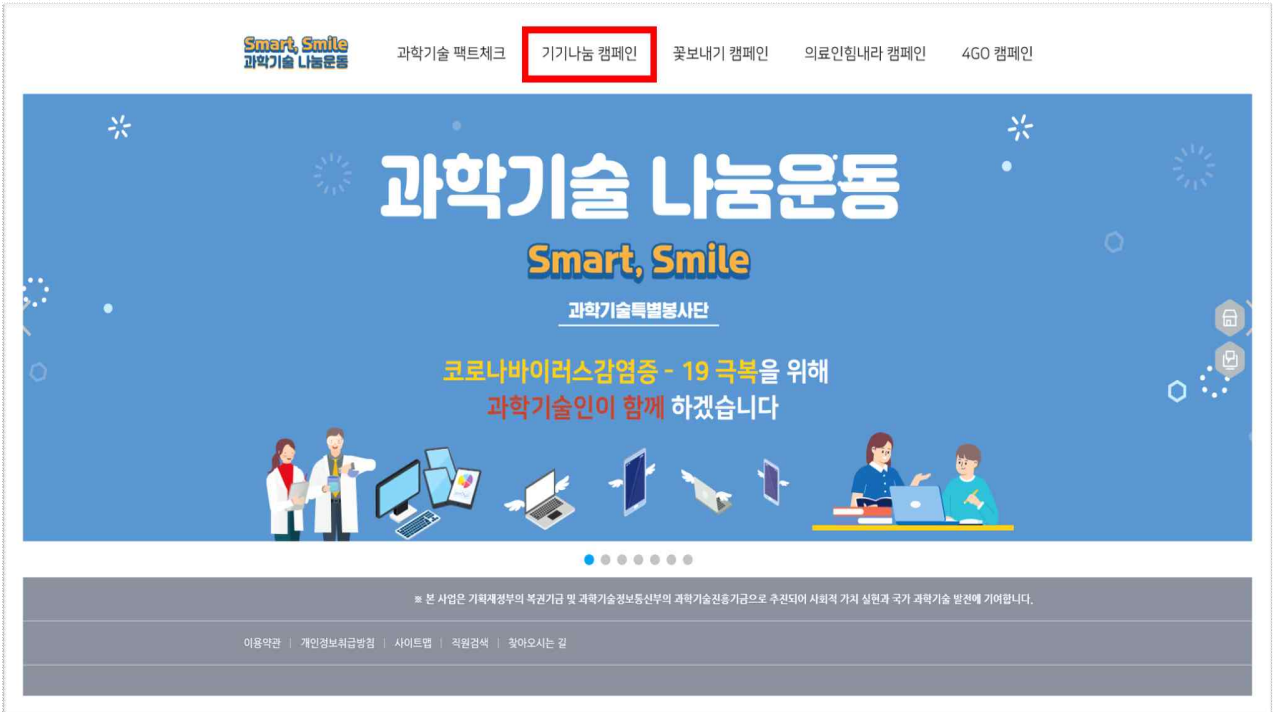 Smart, Smile
과학기술 나눔운동
과학기술 팩트체크
기기나눔 캠페인
꽃보내기 캠페인
의료인힘내라 캠페인
4GO 캠페인
과학기술 나눔운동
Smart, Smile
과학기술특별봉사단
코로나바이러스감염증 - 19 극복을 위해
과학기술인이 함께 하겠습니다
※ 본 사업은 기획재정부의 복권기금 및 과학기술정보통신부의 과학기술진흥기금으로 추진되어 사회적 가치 실현과 국가 과학기술 발전에 기여합니다.
이용약관 | 개인정보취급방침 | 사이트맵 | 직원검색 | 찾아오시는 길